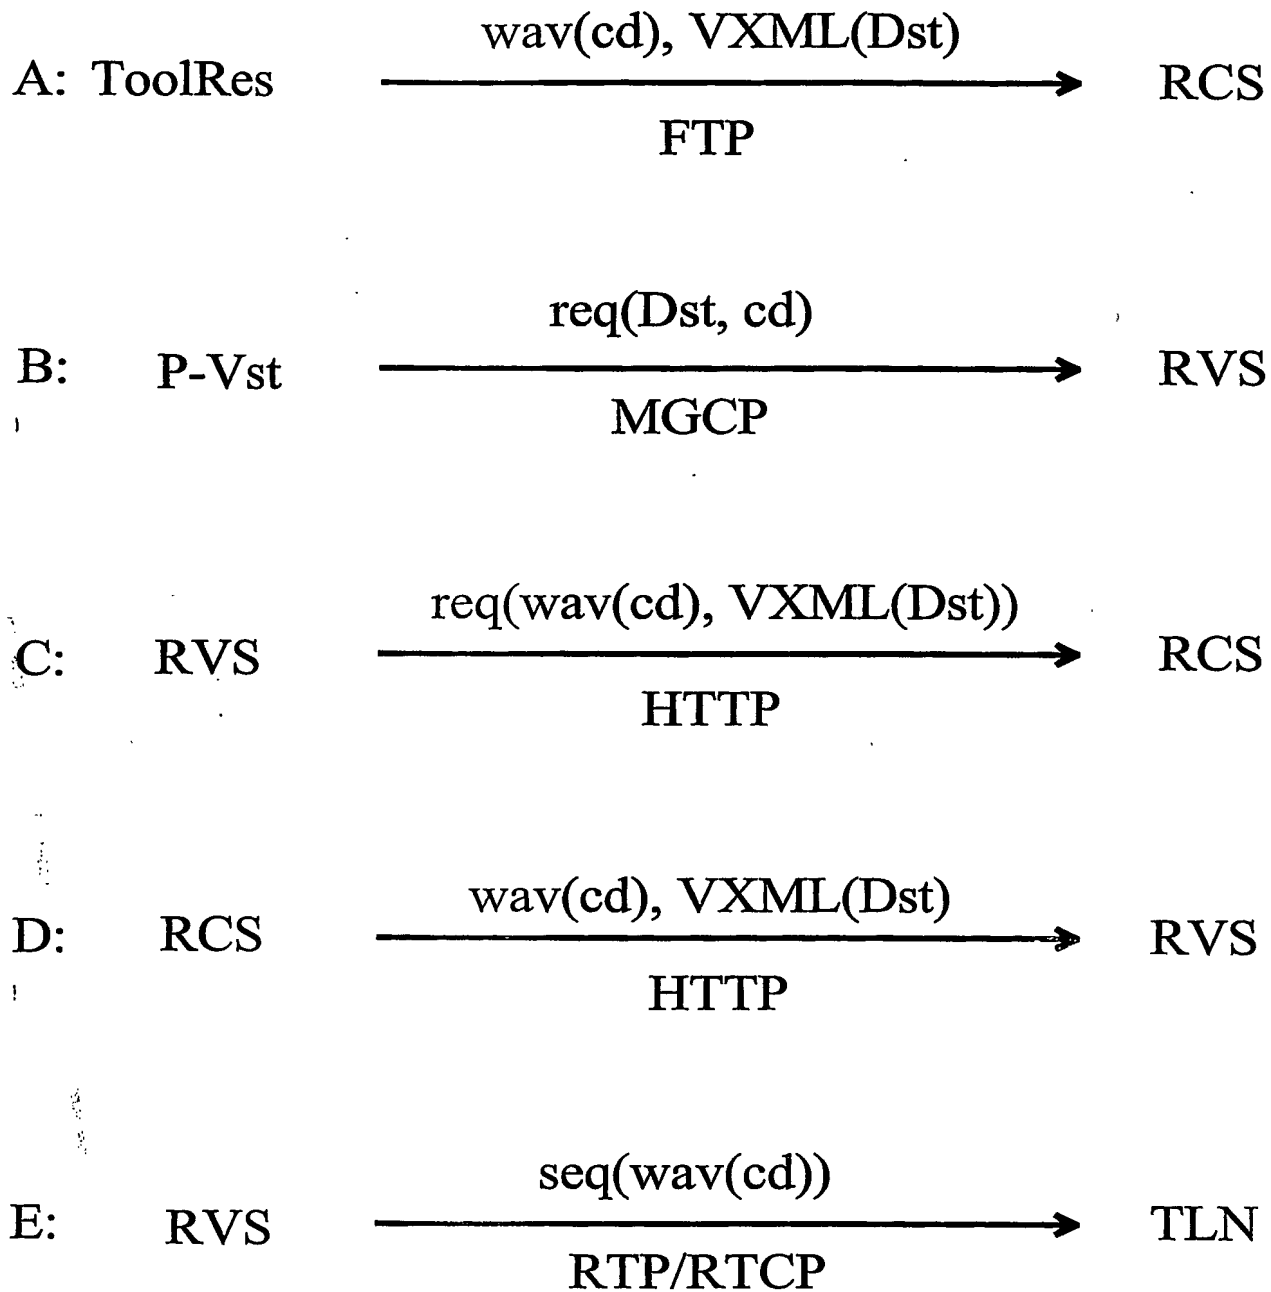 wav(cd), VXML(Dst)
A: ToolRes RCS
FTP
req(Dst, cd)
B: P-Vst RVS
MGCP
req(wav(cd), VXML(Dst))
C: RVS RCS
HTTP
wav(cd), VXML(Dst)
D: RCS RVS
HTTP
seq(wav(cd))
E: RVS TLN
RTP/RTCP